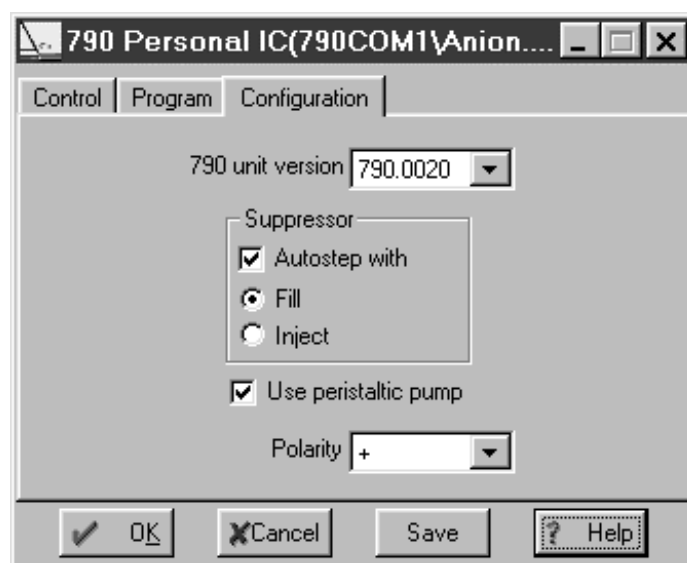 790 Personal IC(790COM1\Anion....
Control Program Configuration
790 unit version 790.0020
Suppressor
Autostep with
Fill
Inject
Use peristaltic pump
Polarity +
OK Cancel Save ? Help